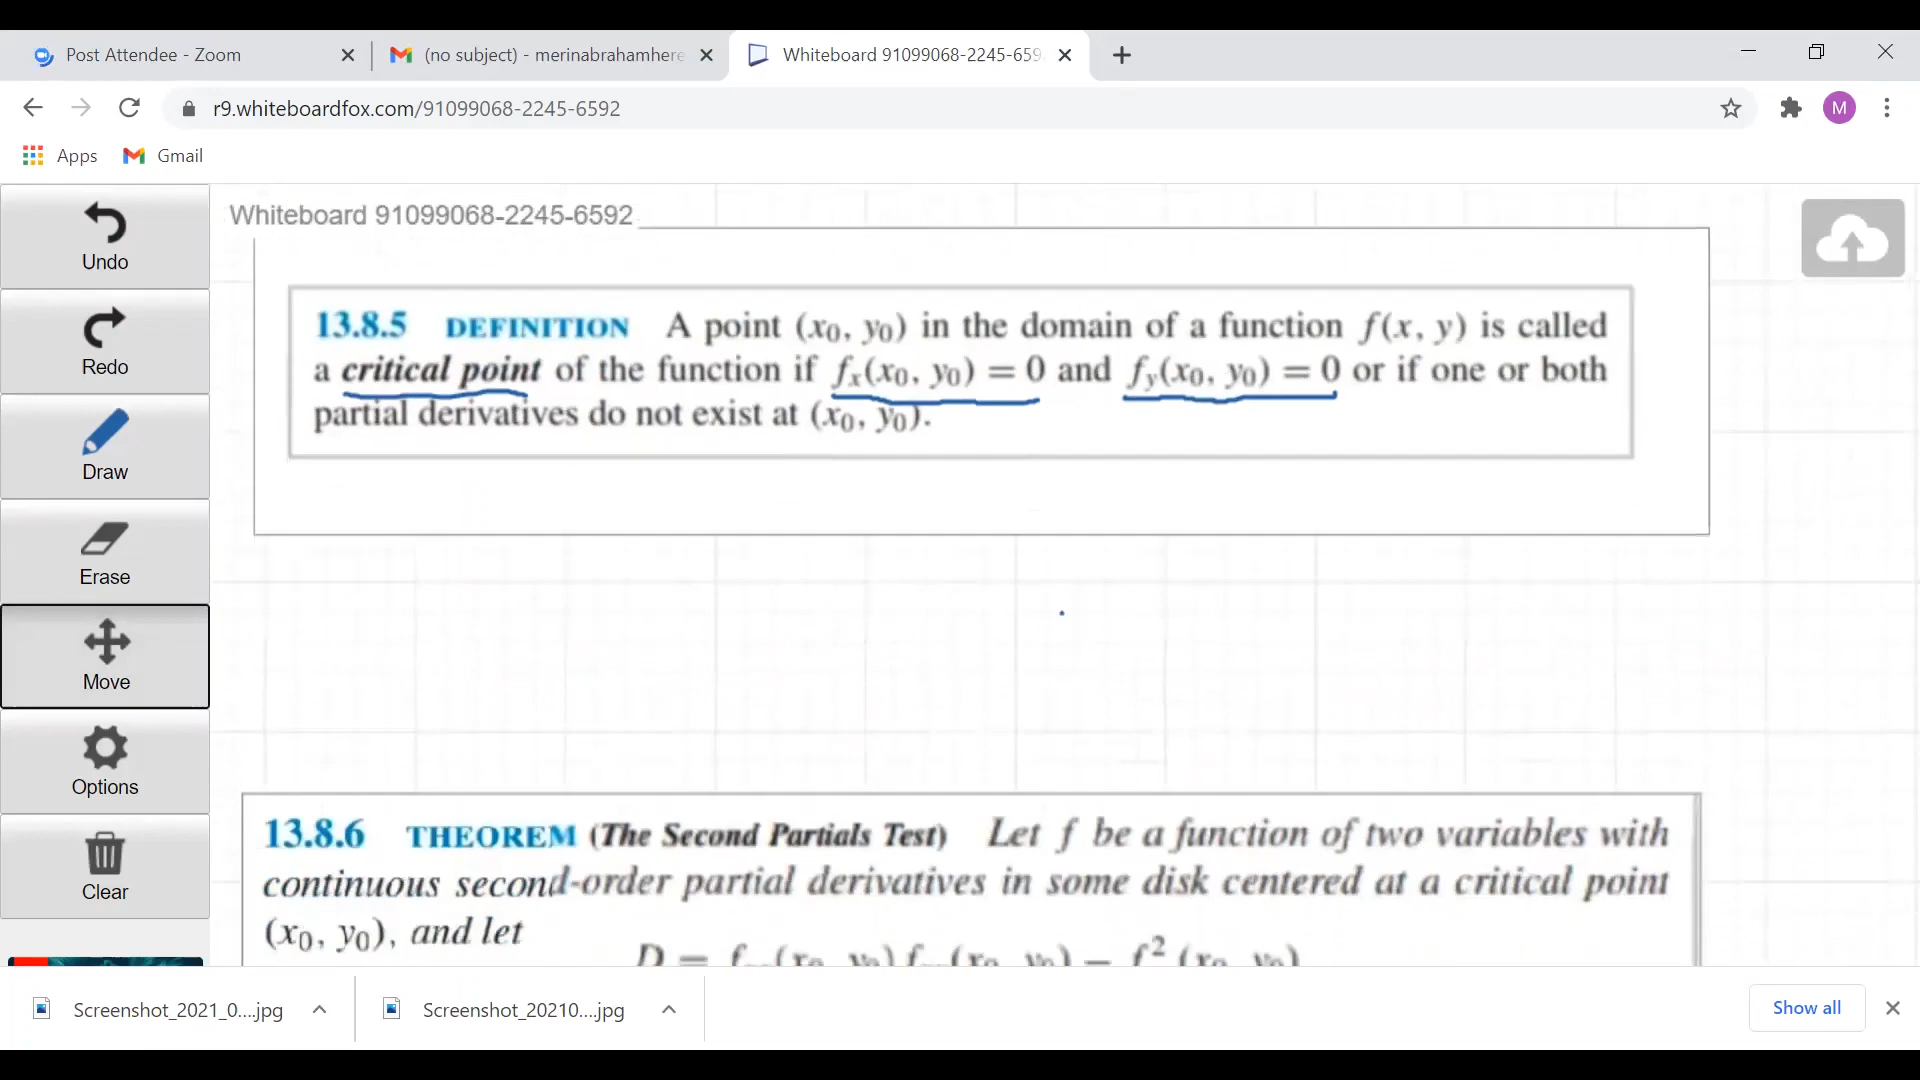 Post Attendee - Zoom
(no subject) - merinabrahamhere
Whiteboard 91099068-2245-659
r9.whiteboardfox.com/91099068-2245-6592
Apps
Gmail
M
Undo
Redo
Draw
Erase
Move
Options
Clear
Whiteboard 91099068-2245-6592
13.8.5 DEFINITION A point (x₀, y₀) in the domain of a function f(x, y) is called
a critical point of the function if fₓ(x₀, y₀) = 0 and f_y(x₀, y₀) = 0 or if one or both
partial derivatives do not exist at (x₀, y₀).
13.8.6 THEOREM (The Second Partials Test) Let f be a function of two variables with
continuous second-order partial derivatives in some disk centered at a critical point
(x₀, y₀), and let
Screenshot_2021_0....jpg
Screenshot_20210....jpg
Show all